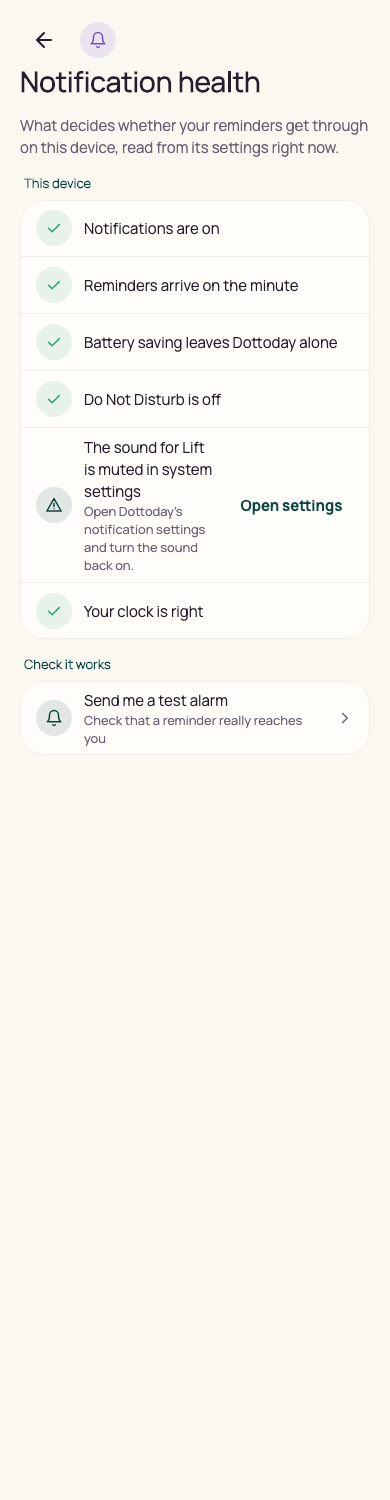 Notification health
What decides whether your reminders get through
on this device, read from its settings right now.
This device
Notifications are on
Reminders arrive on the minute
Battery saving leaves Dottoday alone
Do Not Disturb is off
The sound for Lift
is muted in system
settings
Open Dottoday's
notification settings
and turn the sound
back on.
Open settings
Your clock is right
Check it works
Send me a test alarm
Check that a reminder really reaches
you